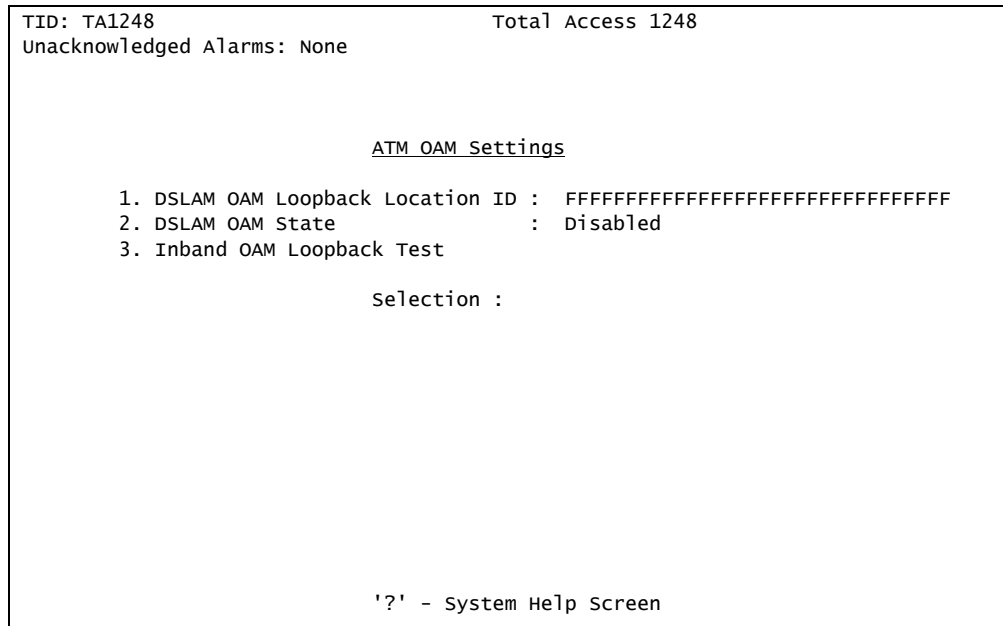 TID: TA1248 Total Access 1248
Unacknowledged Alarms: None
ATM OAM Settings
1. DSLAM OAM Loopback Location ID : FFFFFFFFFFFFFFFFFFFFFFFFFFFFFFFF
2. DSLAM OAM State : Disabled
3. Inband OAM Loopback Test
Selection :
'?' - System Help Screen